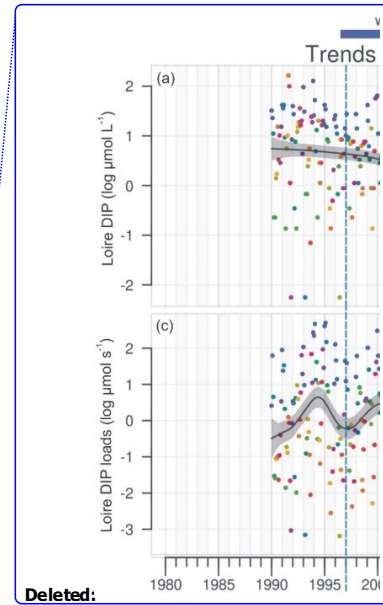 Trends
(a)
2
1
0
-1
-2
Loire DIP (log µmol L⁻¹)
(c)
2
1
0
-1
-2
-3
Loire DIP loads (log µmol s⁻¹)
1980 1985 1990 1995 200
Deleted: